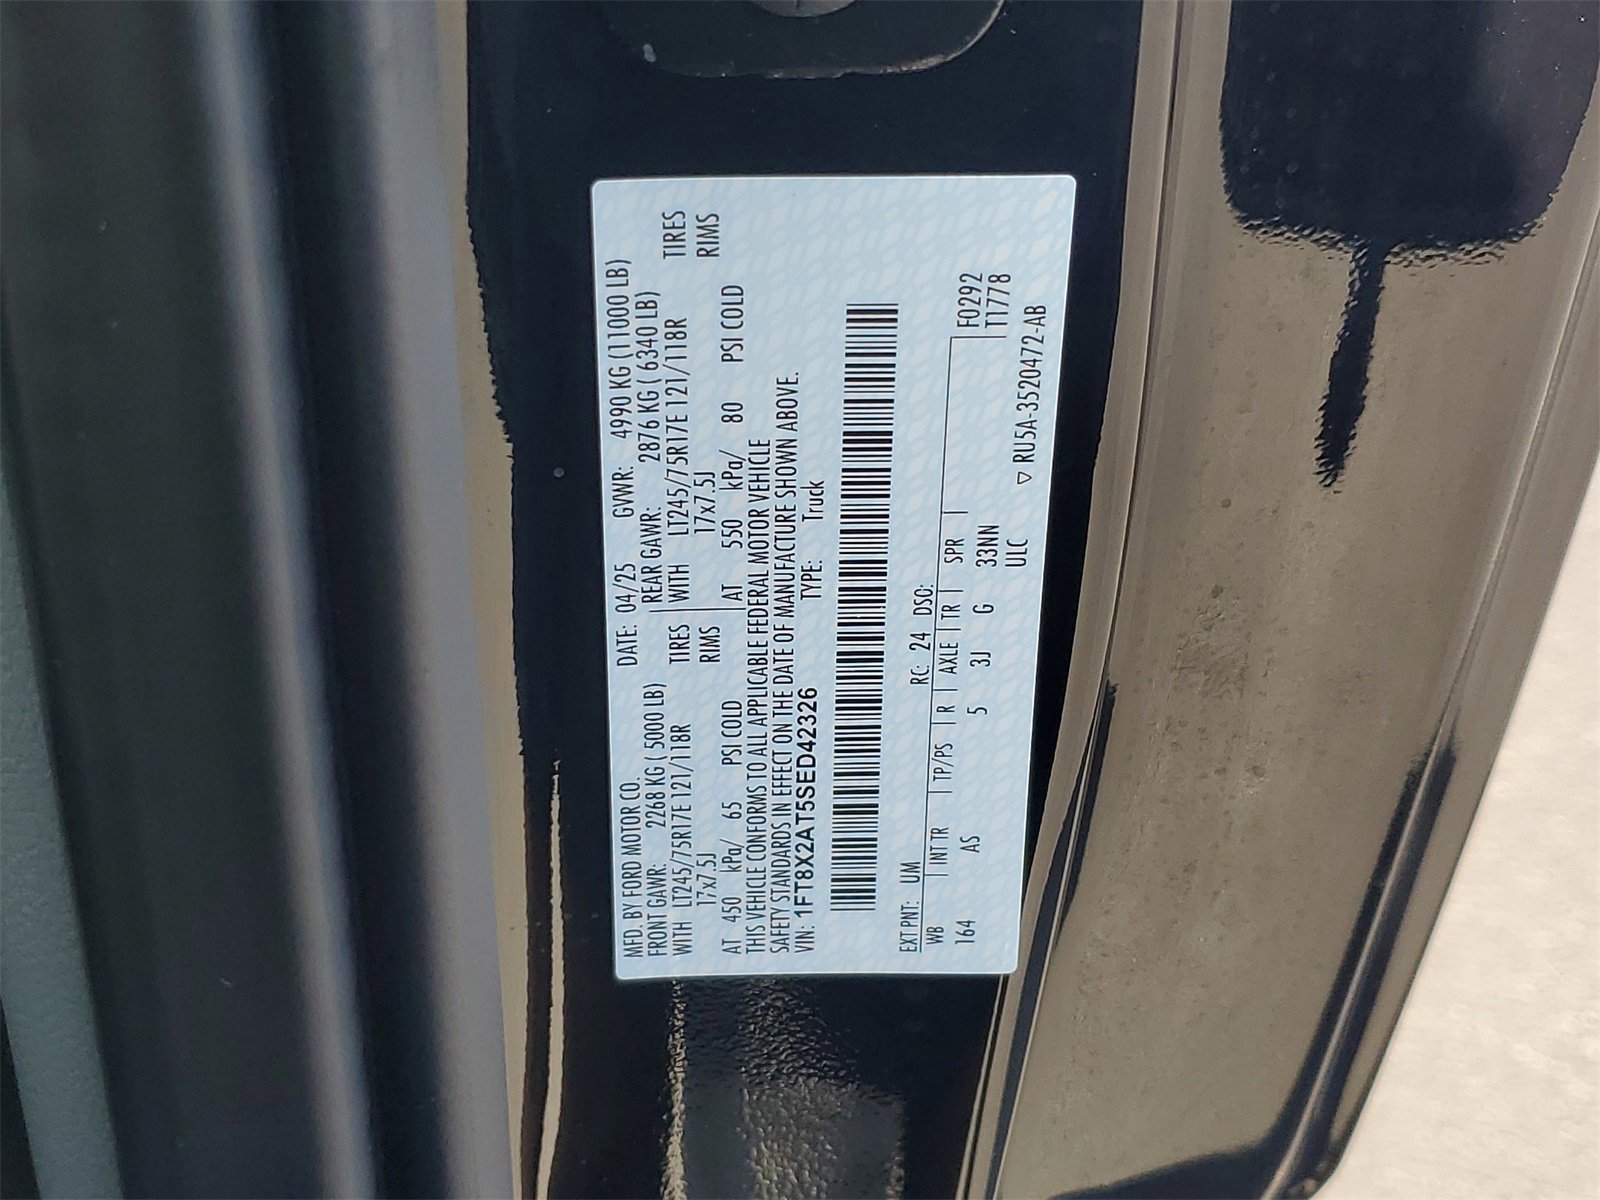 MFD. BY FORD MOTOR CO. DATE: 04/25 GVWR: 4990 KG (11000 LB)
FRONT GAWR: 2268 KG ( 5000 LB) REAR GAWR: 2876 KG ( 6340 LB)
WITH LT245/75R17E 121/118R TIRES WITH LT245/75R17E 121/118R TIRES
17x7.5J RIMS 17x7.5J RIMS
AT 450 kPa/ 65 PSI COLD AT 550 kPa/ 80 PSI COLD
THIS VEHICLE CONFORMS TO ALL APPLICABLE FEDERAL MOTOR VEHICLE
SAFETY STANDARDS IN EFFECT ON THE DATE OF MANUFACTURE SHOWN ABOVE.
VIN: 1FT8X2AT5SED42326 TYPE: Truck
EXT PNT: UM RC: 24 DSO:
WB INT TR TP/PS R AXLE TR SPR F0292
164 AS 5 3J G 33NN T1778
ULC ▽ RU5A-3520472-AB